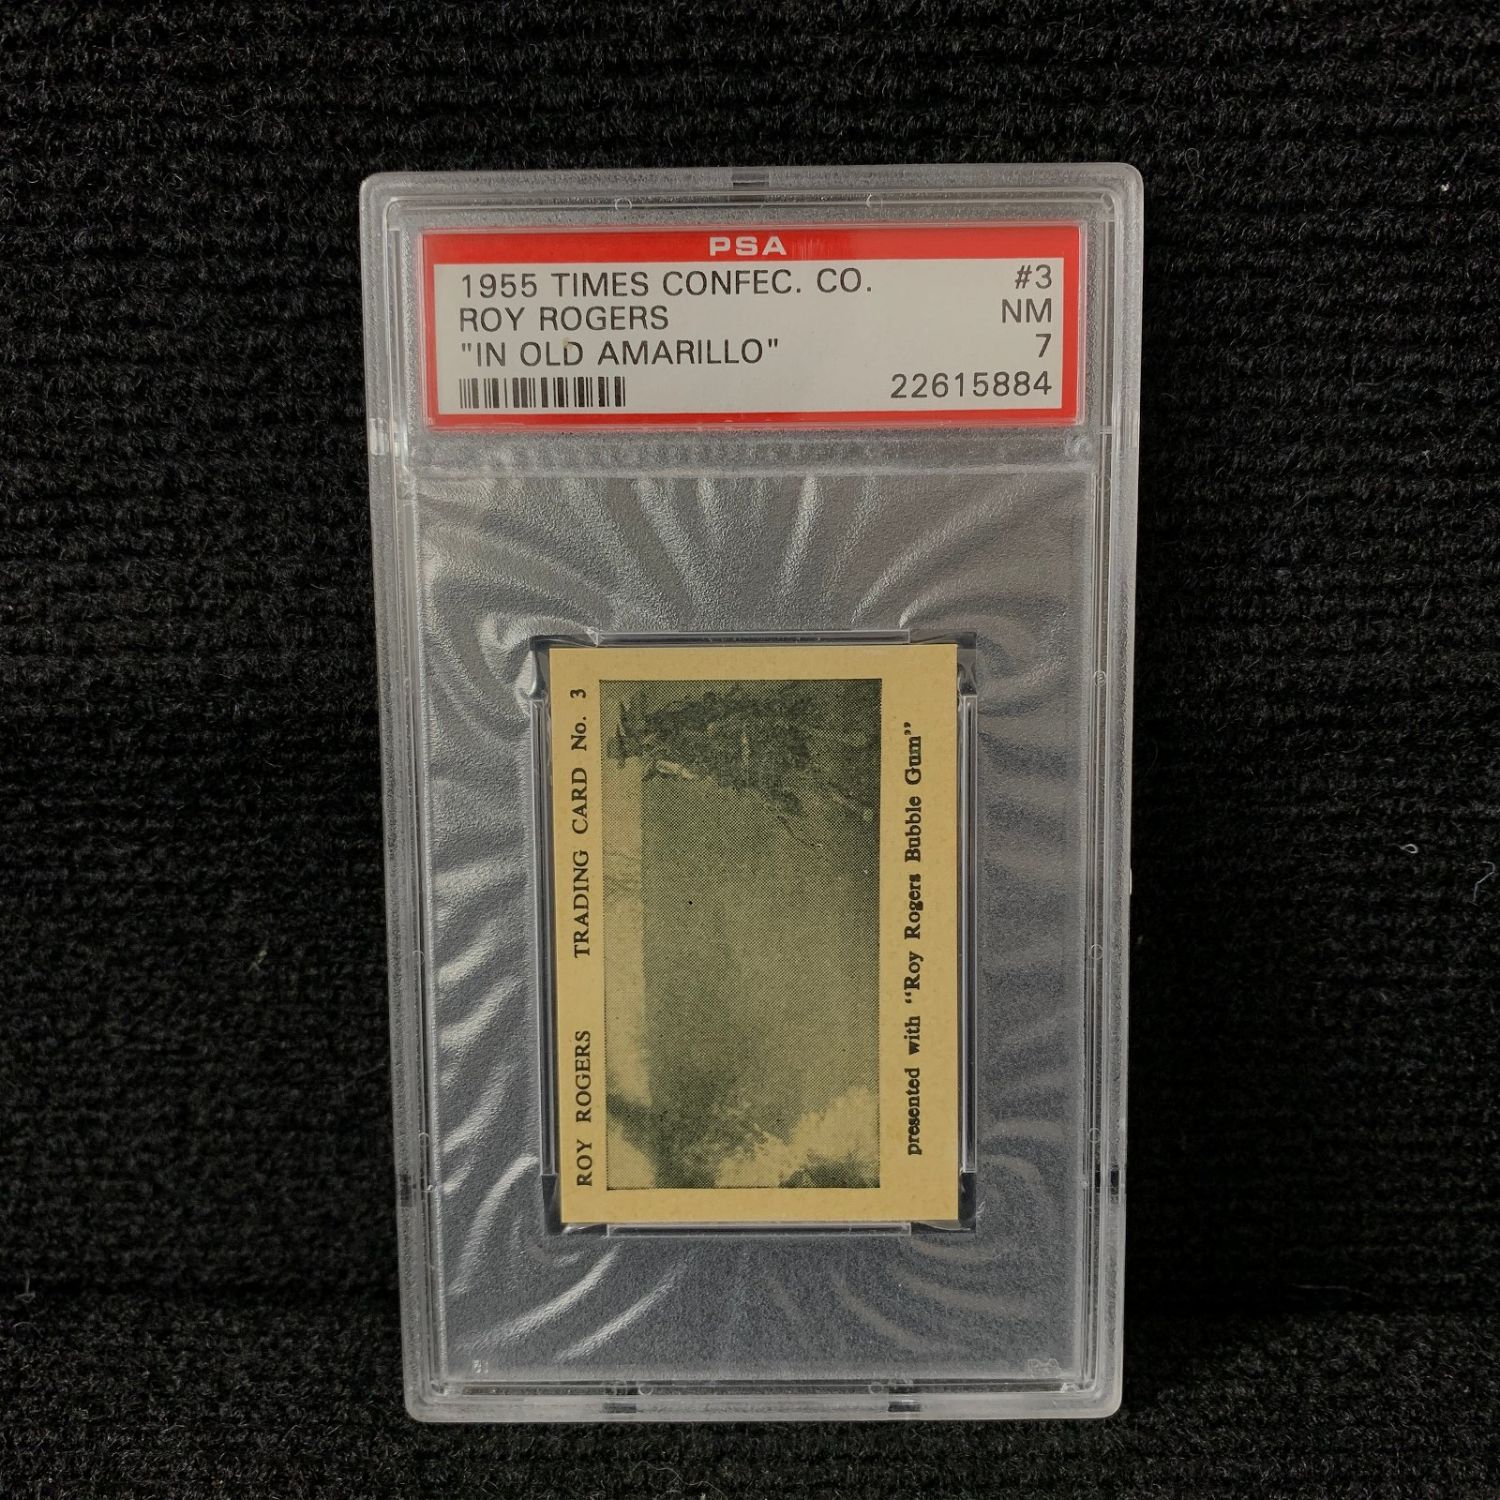 PSA
1955 TIMES CONFEC. CO. #3
ROY ROGERS NM
"IN OLD AMARILLO" 7
22615884
ROY ROGERS TRADING CARD No. 3
presented with "Roy Rogers Bubble Gum"